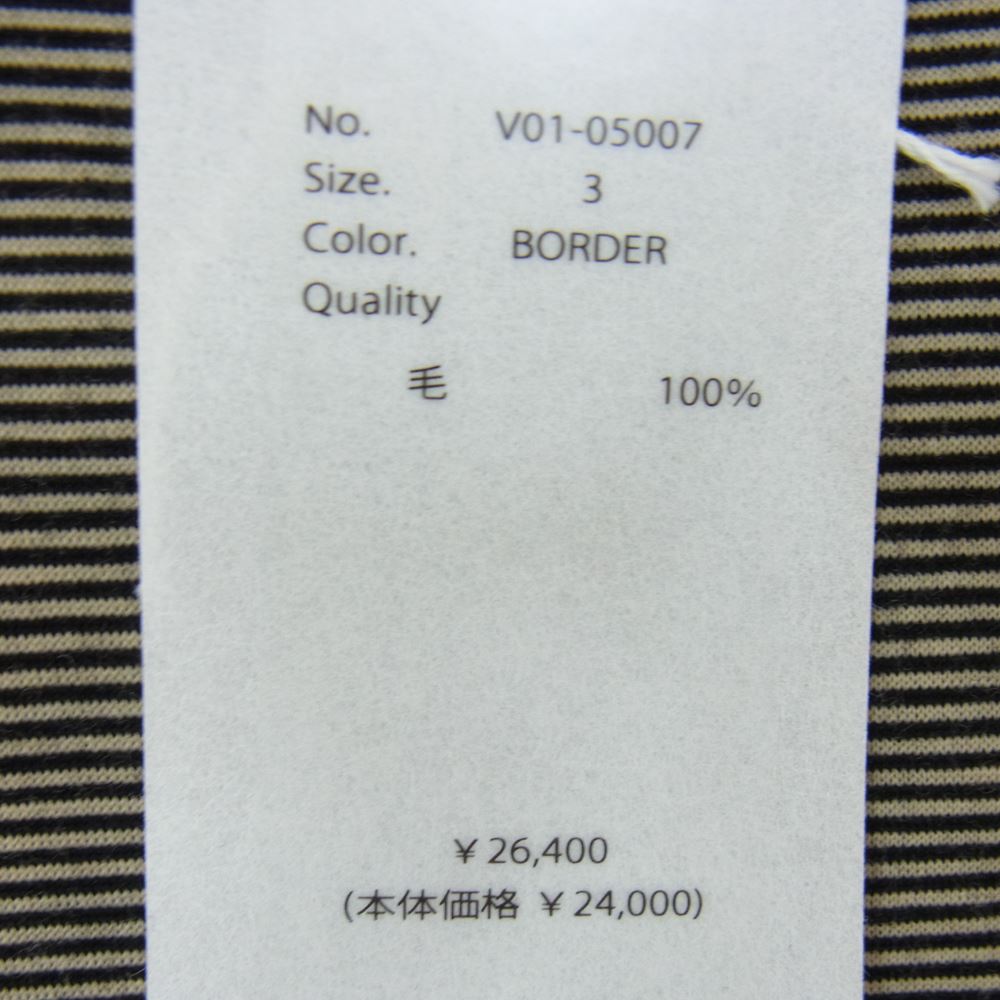 No. V01-05007
Size. 3
Color. BORDER
Quality
毛 100%
¥ 26,400
(本体価格 ¥ 24,000)